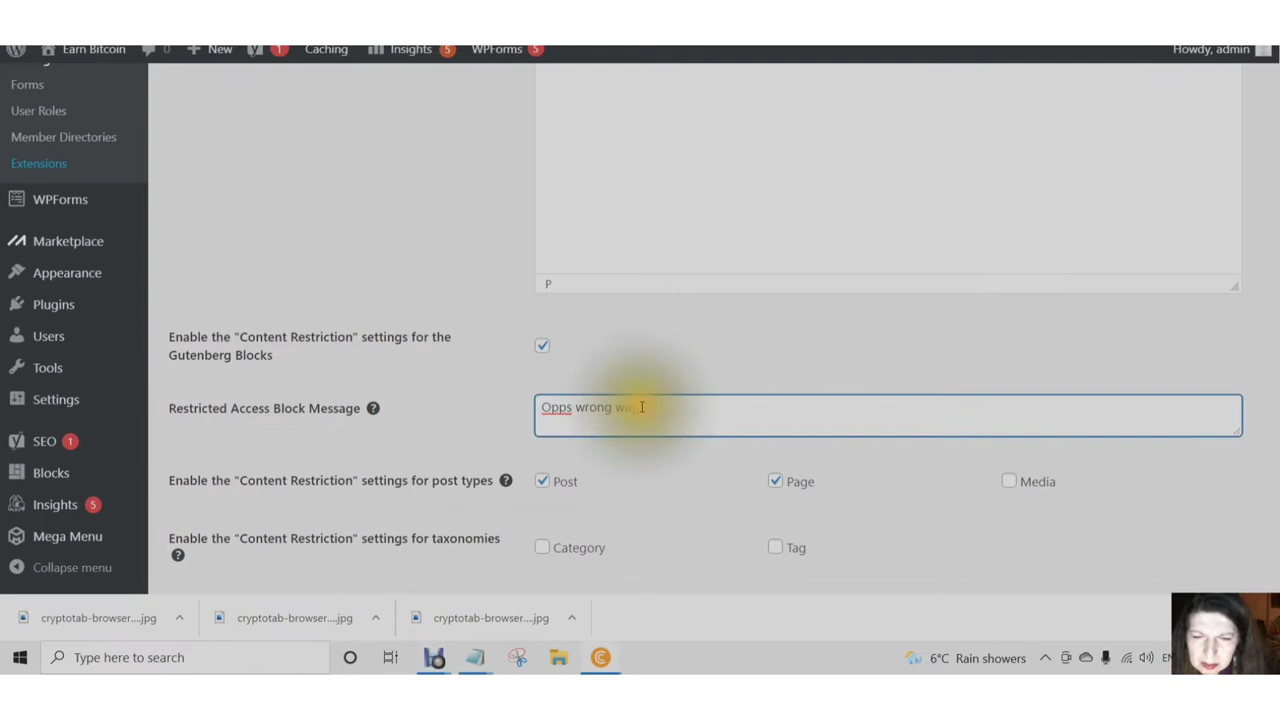 Earn Bitcoin 0 New 1 Caching Insights 5 WPForms 5 Howdy, admin
Forms
User Roles
Member Directories
Extensions
WPForms
Marketplace
Appearance
Plugins
Users
Tools
Settings
SEO 1
Blocks
Insights 5
Mega Menu
Collapse menu
P
Enable the "Content Restriction" settings for the
Gutenberg Blocks
Restricted Access Block Message ?
Opps wrong
Enable the "Content Restriction" settings for post types ?
Post Page Media
Enable the "Content Restriction" settings for taxonomies
?
Category Tag
cryptotab-browser....jpg cryptotab-browser....jpg cryptotab-browser....jpg
Type here to search
6°C Rain showers